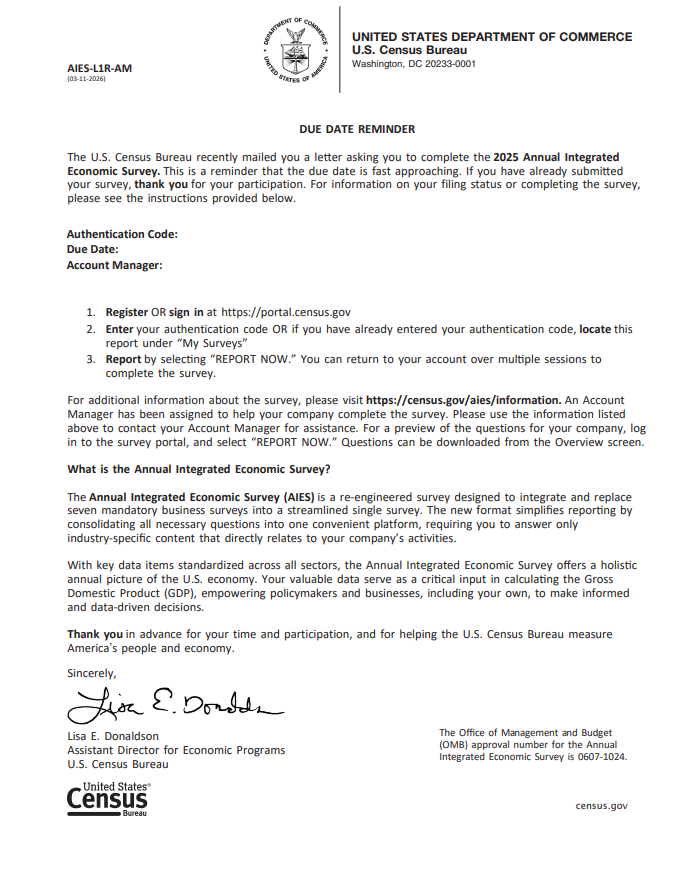 AIES-L1R-AM
(03-11-2026)
DEPARTMENT OF COMMERCE
UNITED STATES OF AMERICA
UNITED STATES DEPARTMENT OF COMMERCE
U.S. Census Bureau
Washington, DC 20233-0001
DUE DATE REMINDER
The U.S. Census Bureau recently mailed you a letter asking you to complete the 2025 Annual Integrated
Economic Survey. This is a reminder that the due date is fast approaching. If you have already submitted
your survey, thank you for your participation. For information on your filing status or completing the survey,
please see the instructions provided below.
Authentication Code:
Due Date:
Account Manager:
1. Register OR sign in at https://portal.census.gov
2. Enter your authentication code OR if you have already entered your authentication code, locate this
report under “My Surveys”
3. Report by selecting “REPORT NOW.” You can return to your account over multiple sessions to
complete the survey.
For additional information about the survey, please visit https://census.gov/aies/information. An Account
Manager has been assigned to help your company complete the survey. Please use the information listed
above to contact your Account Manager for assistance. For a preview of the questions for your company, log
in to the survey portal, and select “REPORT NOW.” Questions can be downloaded from the Overview screen.
What is the Annual Integrated Economic Survey?
The Annual Integrated Economic Survey (AIES) is a re-engineered survey designed to integrate and replace
seven mandatory business surveys into a streamlined single survey. The new format simplifies reporting by
consolidating all necessary questions into one convenient platform, requiring you to answer only
industry-specific content that directly relates to your company’s activities.
With key data items standardized across all sectors, the Annual Integrated Economic Survey offers a holistic
annual picture of the U.S. economy. Your valuable data serve as a critical input in calculating the Gross
Domestic Product (GDP), empowering policymakers and businesses, including your own, to make informed
and data-driven decisions.
Thank you in advance for your time and participation, and for helping the U.S. Census Bureau measure
America’s people and economy.
Sincerely,
Lisa E. Donaldson
Lisa E. Donaldson
Assistant Director for Economic Programs
U.S. Census Bureau
The Office of Management and Budget
(OMB) approval number for the Annual
Integrated Economic Survey is 0607-1024.
United States®
Census
Bureau
census.gov